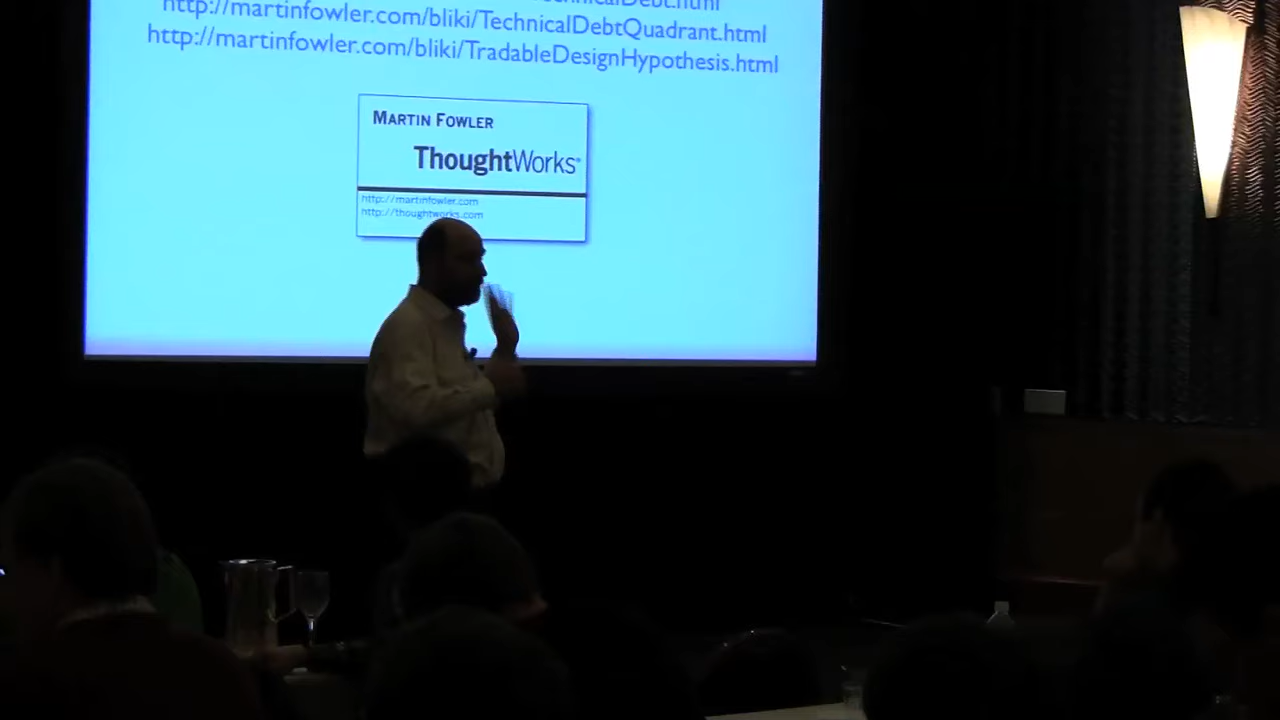 http://martinfowler.com/bliki/TechnicalDebtQuadrant.html
http://martinfowler.com/bliki/TradableDesignHypothesis.html
MARTIN FOWLER
ThoughtWorks®
http://martinfowler.com
http://thoughtworks.com